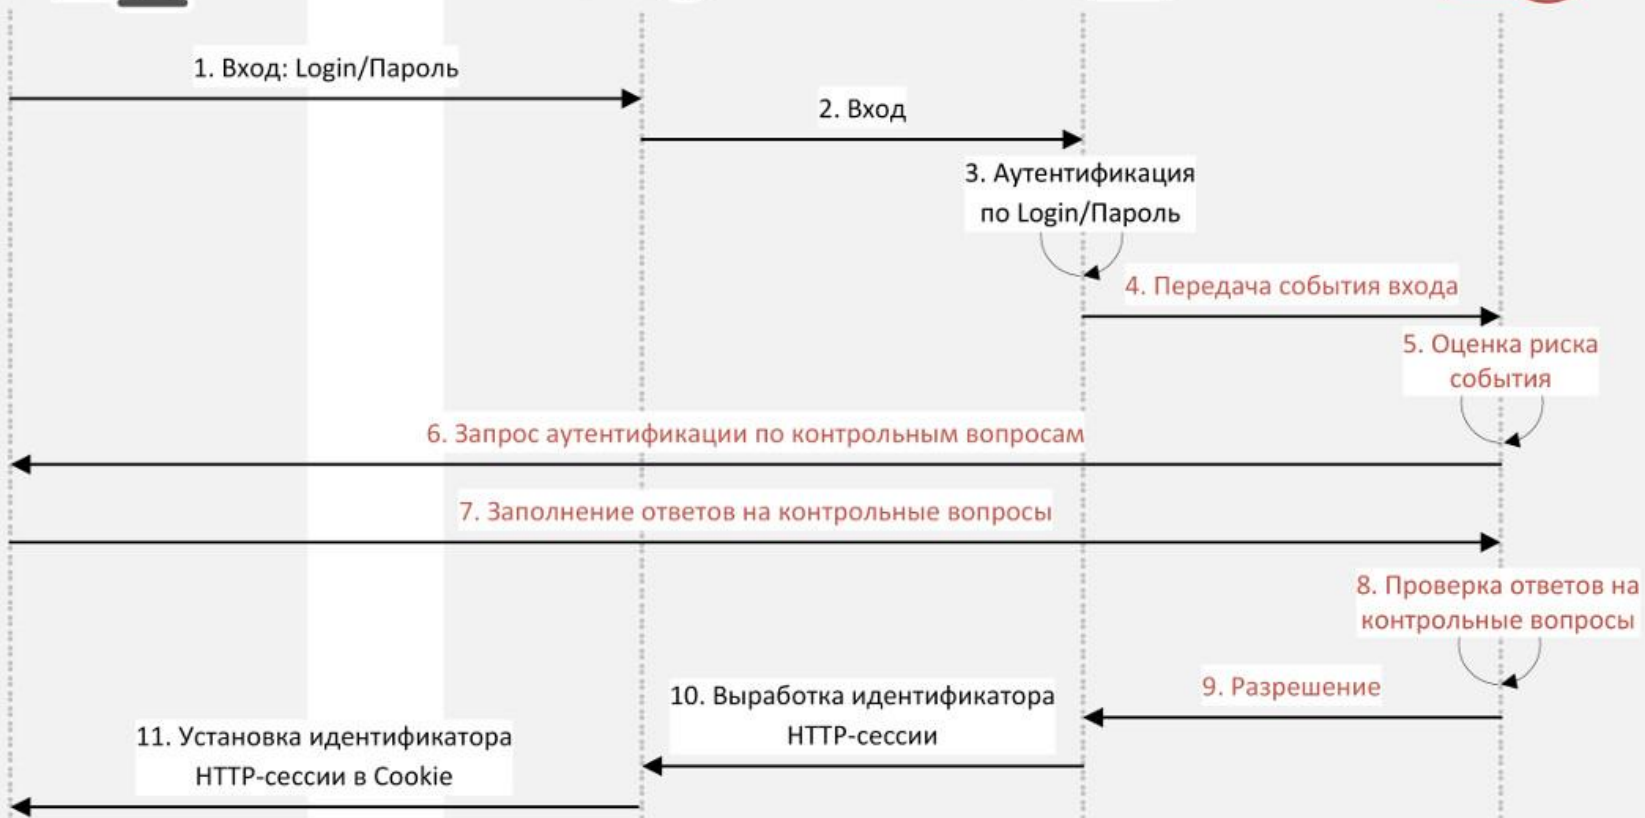 1. Вход: Login/Пароль
2. Вход
3. Аутентификация
по Login/Пароль
4. Передача события входа
5. Оценка риска
события
6. Запрос аутентификации по контрольным вопросам
7. Заполнение ответов на контрольные вопросы
8. Проверка ответов на
контрольные вопросы
9. Разрешение
10. Выработка идентификатора
HTTP-сессии
11. Установка идентификатора
HTTP-сессии в Cookie